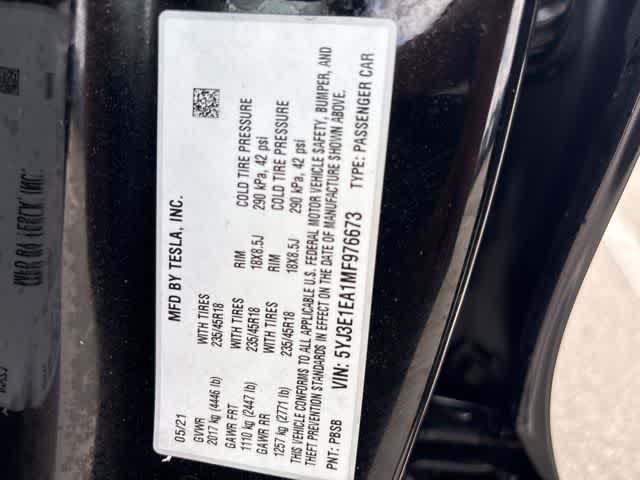 MFD BY TESLA, INC.
05/21
GVWR
2017 kg (4446 lb)
WITH TIRES
235/45R18
RIM
18X8.5J
COLD TIRE PRESSURE
290 kPa, 42 psi
GAWR FRT
1110 kg (2447 lb)
WITH TIRES
235/45R18
RIM
18X8.5J
COLD TIRE PRESSURE
290 kPa, 42 psi
GAWR RR
1257 kg (2771 lb)
WITH TIRES
235/45R18
THIS VEHICLE CONFORMS TO ALL APPLICABLE U.S. FEDERAL MOTOR VEHICLE SAFETY, BUMPER, AND
THEFT PREVENTION STANDARDS IN EFFECT ON THE DATE OF MANUFACTURE SHOWN ABOVE.
VIN: 5YJ3E1EA1MF976673
PNT: PBSB
TYPE: PASSENGER CAR